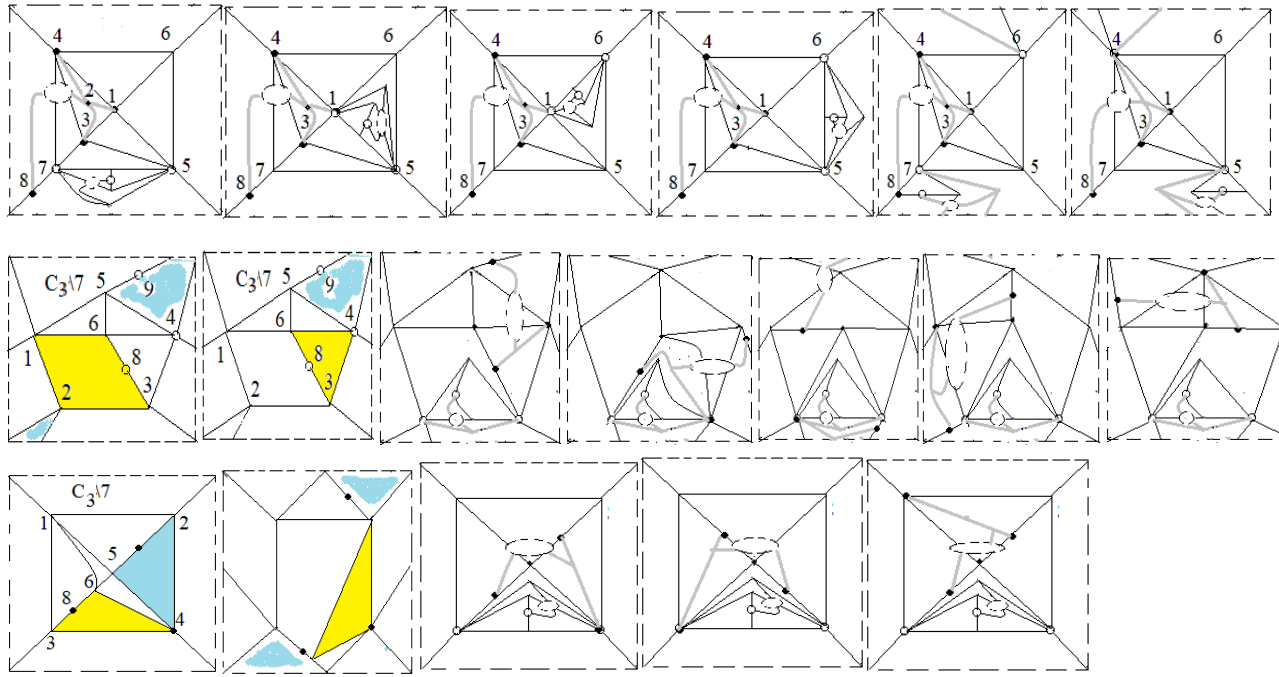 4 6 4 6 4 6 4 6 4 6 4 6
2 1 1 1 1 1 1
3 3 3 3 3 3
7 5 7 5 7 5 7 5 7 5 7 5
8 8 8 8 8 8
C3\7 5 9 C3\7 5 9
6 4 6 4
1 8 1 8
2 3 2 3
C3\7
1 2
5
6
8
3 4